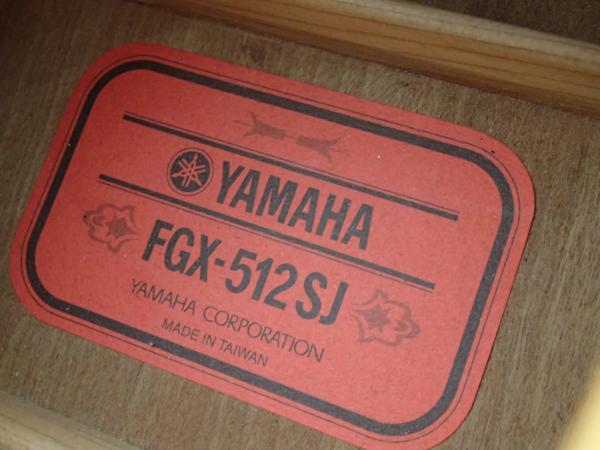 YAMAHA
FGX-512SJ
YAMAHA CORPORATION
MADE IN TAIWAN